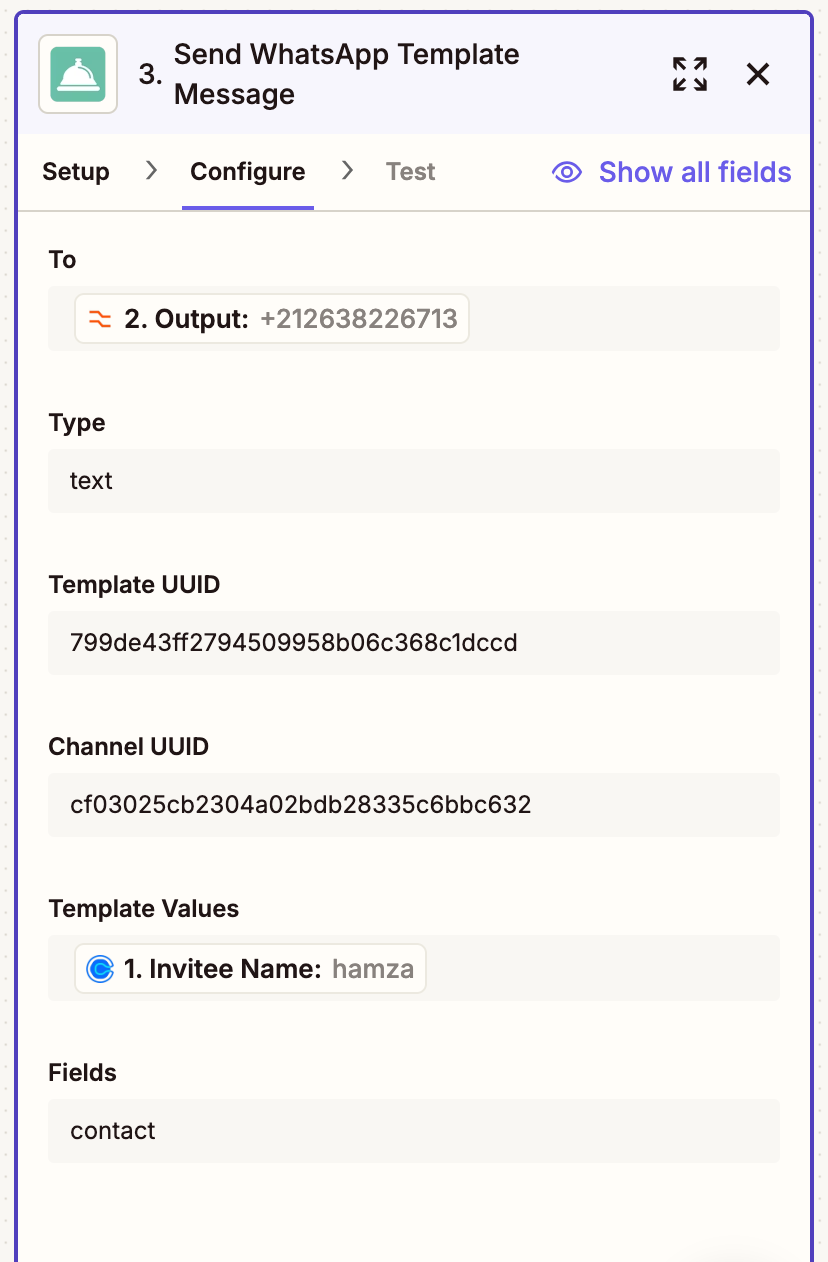 3. Send WhatsApp Template
Message
Setup
Configure
Test
Show all fields
To
2. Output: +212638226713
Type
text
Template UUID
799de43ff2794509958b06c368c1dccd
Channel UUID
cf03025cb2304a02bdb28335c6bbc632
Template Values
1. Invitee Name: hamza
Fields
contact